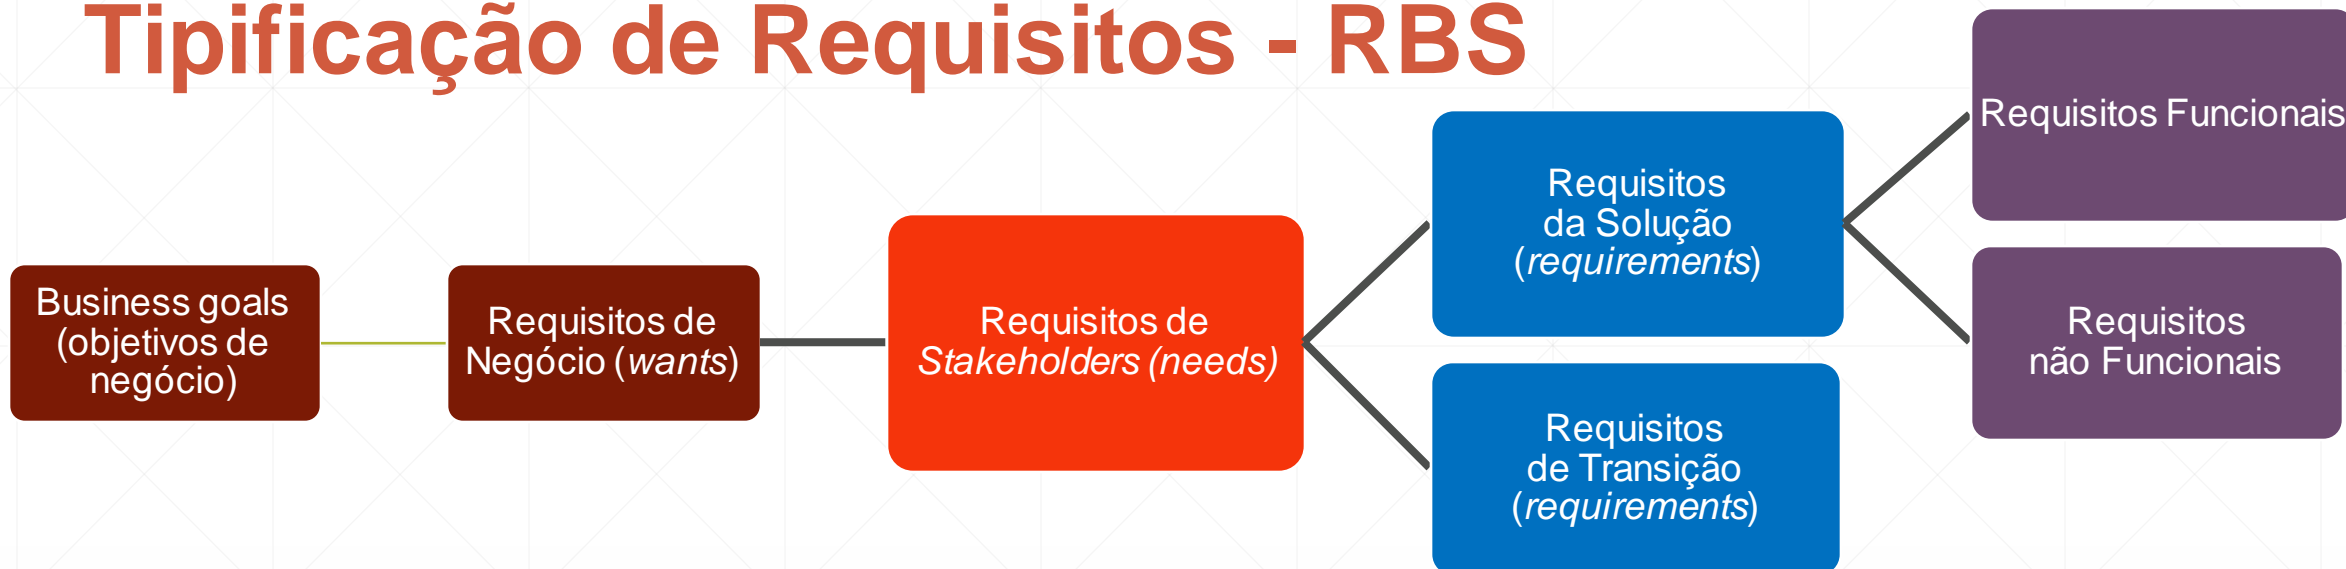 Tipificação de Requisitos - RBS
Business goals
(objetivos de
negócio)
Requisitos de
Negócio (wants)
Requisitos de
Stakeholders (needs)
Requisitos
da Solução
(requirements)
Requisitos
de Transição
(requirements)
Requisitos Funcionais
Requisitos
não Funcionais